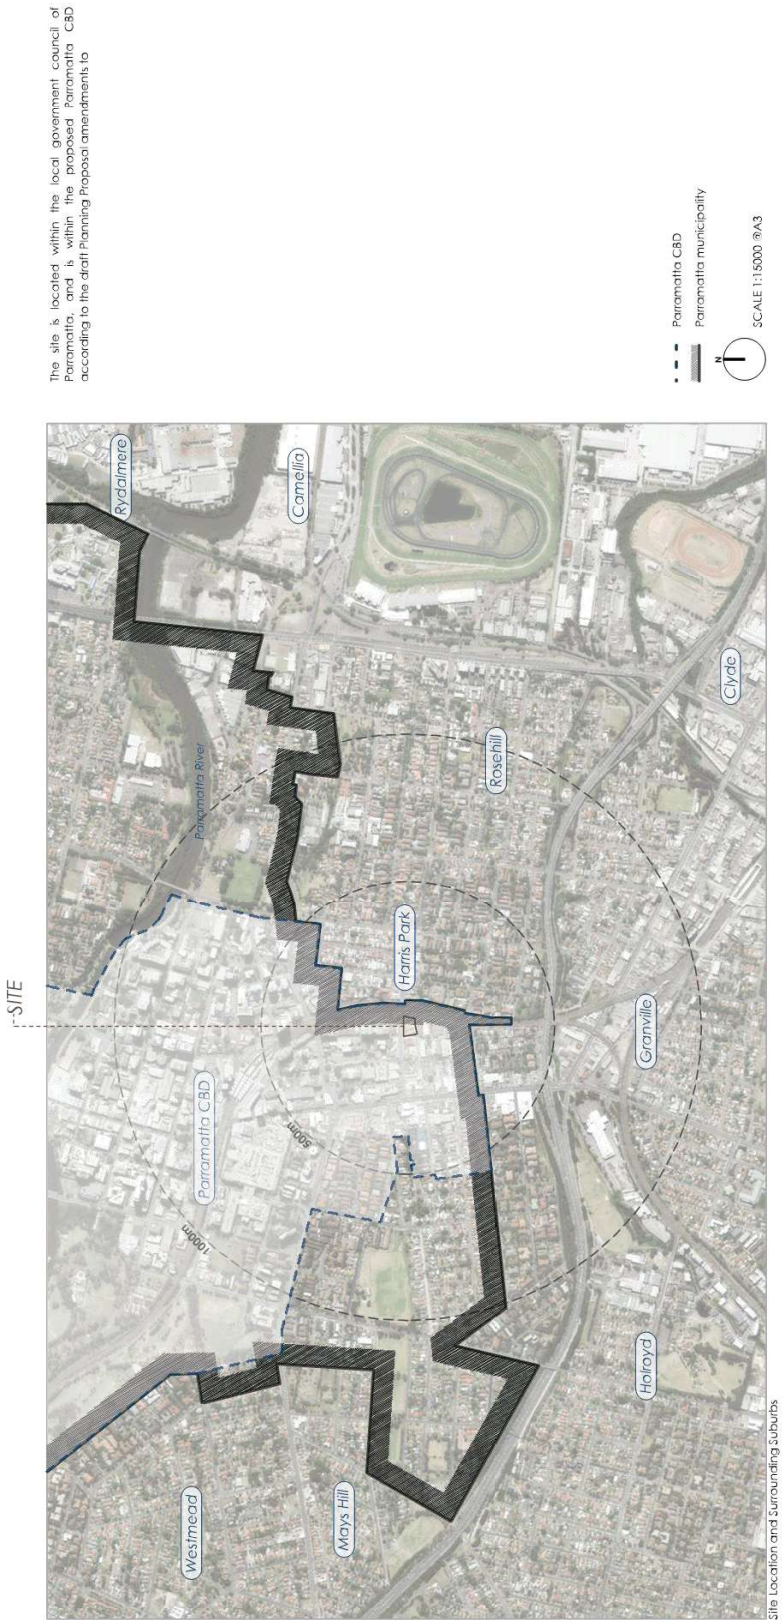 The site is located within the local government council of
Parramatta, and is within the proposed Parramatta CBD
according to the draft Planning Proposal amendments to
SITE
Rydalmere
Camellia
Parramatta River
Parramatta CBD
Westmead
Mays Hill
1000m
500m
Harris Park
Rosehill
Clyde
Granville
Holroyd
Parramatta CBD
Parramatta municipality
N
SCALE 1:15000 @A3
Site Location and Surrounding Suburbs